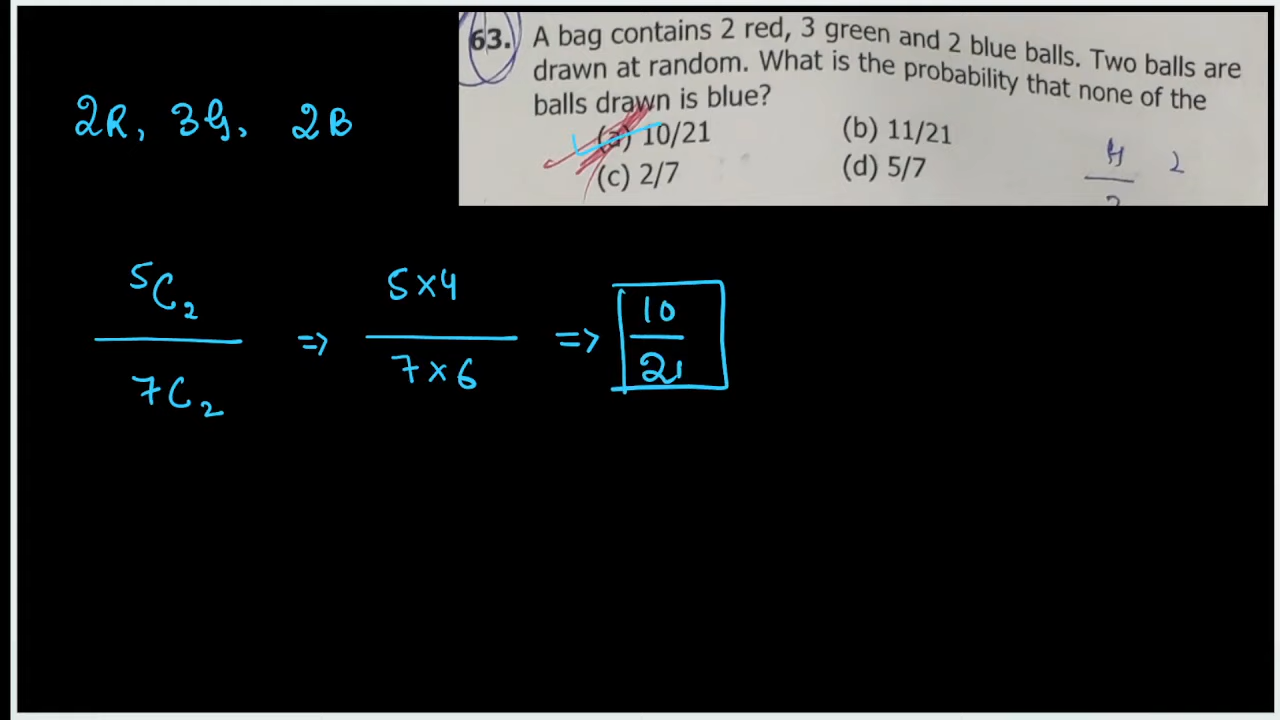 63. A bag contains 2 red, 3 green and 2 blue balls. Two balls are
drawn at random. What is the probability that none of the
balls drawn is blue?
(a) 10/21 (b) 11/21
(c) 2/7 (d) 5/7
4 2
2R, 3G, 2B
5C2 => 5×4 => 10
7C2 7×6 21